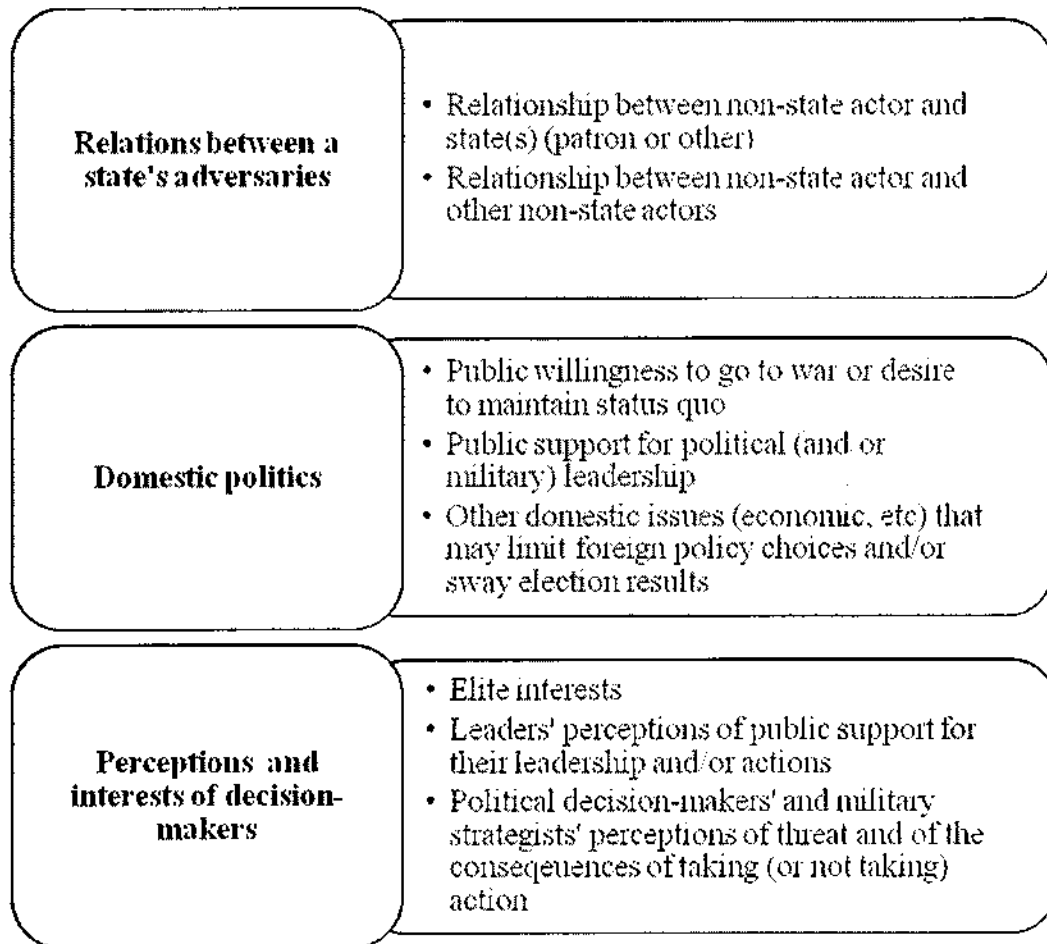 Relations between a
state's adversaries
• Relationship between non-state actor and
state(s) (patron or other)
• Relationship between non-state actor and
other non-state actors
Domestic politics
• Public willingness to go to war or desire
to maintain status quo
• Public support for political (and/or
military) leadership
• Other domestic issues (economic, etc) that
may limit foreign policy choices and/or
sway election results
Perceptions and
interests of decision-
makers
• Elite interests
• Leaders' perceptions of public support for
their leadership and/or actions
• Political decision-makers' and military
strategists' perceptions of threat and of the
conseqeuences of taking (or not taking)
action